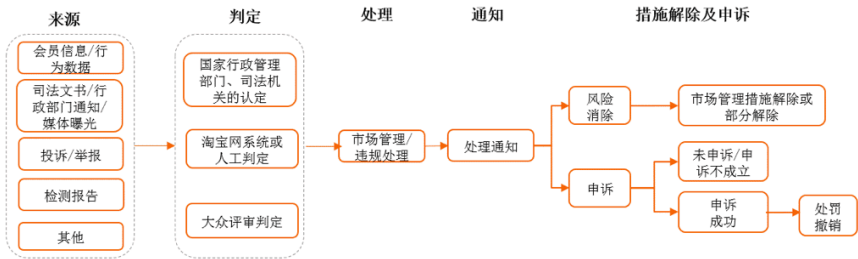 来源
判定
处理
通知
措施解除及申诉
会员信息/行
为数据
司法文书/行
政部门通知/
媒体曝光
投诉/举报
检测报告
其他
国家行政管理
部门、司法机
关的认定
淘宝网系统或
人工判定
大众评审判定
市场管理/
违规处理
处理通知
风险
消除
市场管理措施解除或
部分解除
申诉
未申诉/申
诉不成立
申诉
成功
处罚
撤销